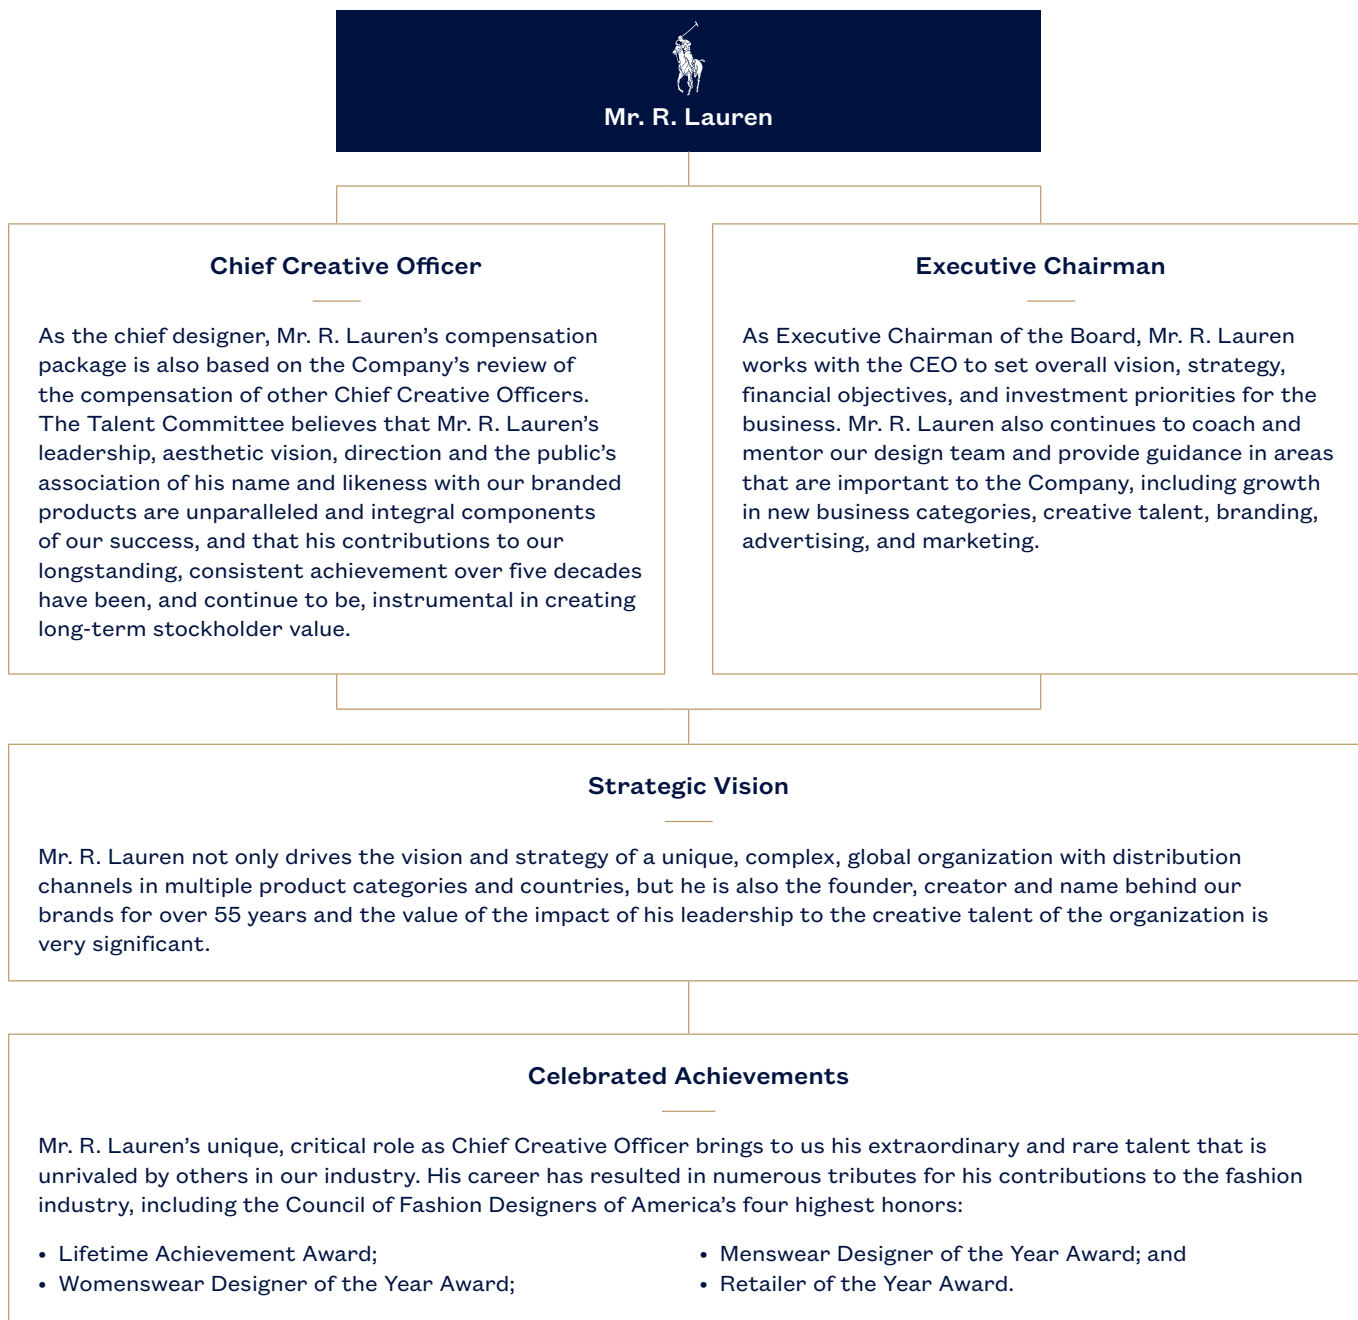 Mr. R. Lauren
Chief Creative Officer
As the chief designer, Mr. R. Lauren’s compensation
package is also based on the Company’s review of
the compensation of other Chief Creative Officers.
The Talent Committee believes that Mr. R. Lauren’s
leadership, aesthetic vision, direction and the public’s
association of his name and likeness with our branded
products are unparalleled and integral components
of our success, and that his contributions to our
longstanding, consistent achievement over five decades
have been, and continue to be, instrumental in creating
long-term stockholder value.
Executive Chairman
As Executive Chairman of the Board, Mr. R. Lauren
works with the CEO to set overall vision, strategy,
financial objectives, and investment priorities for the
business. Mr. R. Lauren also continues to coach and
mentor our design team and provide guidance in areas
that are important to the Company, including growth
in new business categories, creative talent, branding,
advertising, and marketing.
Strategic Vision
Mr. R. Lauren not only drives the vision and strategy of a unique, complex, global organization with distribution
channels in multiple product categories and countries, but he is also the founder, creator and name behind our
brands for over 55 years and the value of the impact of his leadership to the creative talent of the organization is
very significant.
Celebrated Achievements
Mr. R. Lauren’s unique, critical role as Chief Creative Officer brings to us his extraordinary and rare talent that is
unrivaled by others in our industry. His career has resulted in numerous tributes for his contributions to the fashion
industry, including the Council of Fashion Designers of America’s four highest honors:
• Lifetime Achievement Award;
• Womenswear Designer of the Year Award;
• Menswear Designer of the Year Award; and
• Retailer of the Year Award.